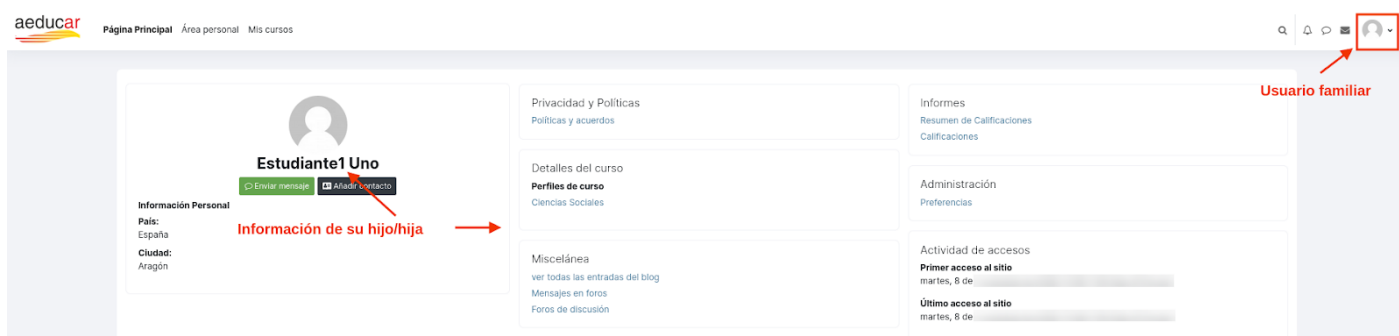 aeducar
Página Principal Área personal Mis cursos
Usuario familiar
Estudiante1 Uno
Enviar mensaje Añadir contacto
Información Personal
País:
España
Ciudad:
Aragón
Información de su hijo/hija
Privacidad y Políticas
Políticas y acuerdos
Detalles del curso
Perfiles de curso
Ciencias Sociales
Miscelánea
ver todas las entradas del blog
Mensajes en foros
Foros de discusión
Informes
Resumen de Calificaciones
Calificaciones
Administración
Preferencias
Actividad de accesos
Primer acceso al sitio
martes, 8 de
Último acceso al sitio
martes, 8 de